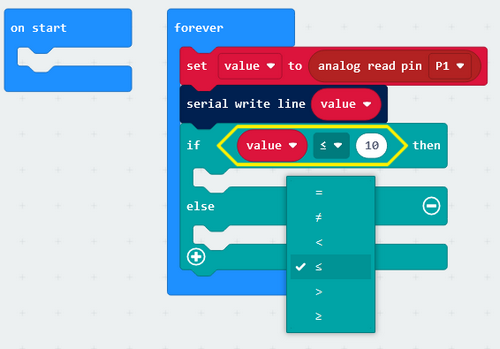 on start
forever
set value to analog read pin P1
serial write line value
if value ≤ 10 then
=
≠
else
<
✓ ≤
>
≥